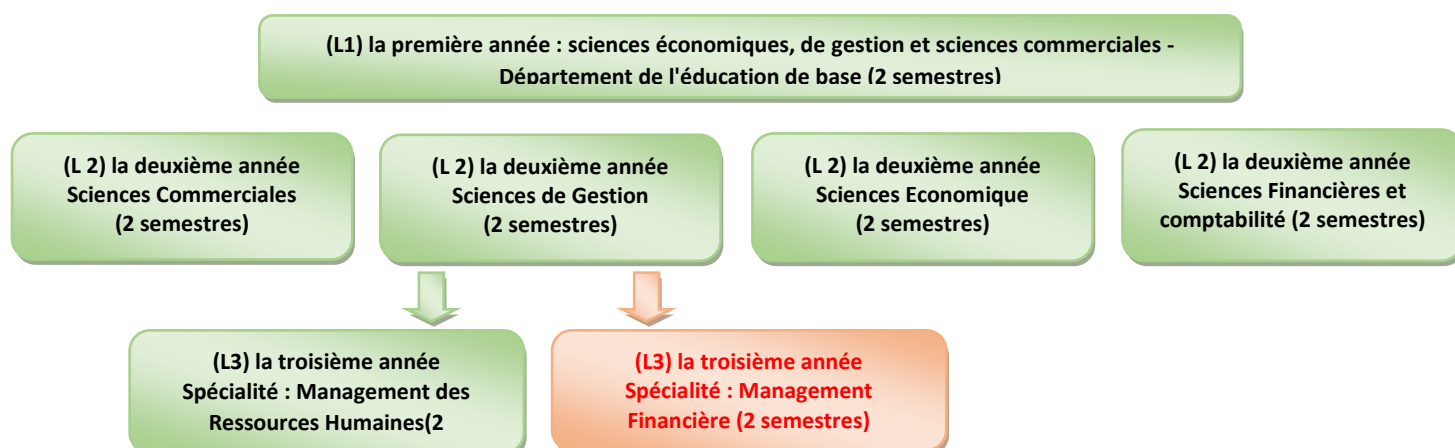 (L1) la première année : sciences économiques, de gestion et sciences commerciales -
Département de l'éducation de base (2 semestres)
(L 2) la deuxième année
Sciences Commerciales
(2 semestres)
(L 2) la deuxième année
Sciences de Gestion
(2 semestres)
(L 2) la deuxième année
Sciences Economique
(2 semestres)
(L 2) la deuxième année
Sciences Financières et
comptabilité (2 semestres)
(L3) la troisième année
Spécialité : Management des
Ressources Humaines(2
(L3) la troisième année
Spécialité : Management
Financière (2 semestres)